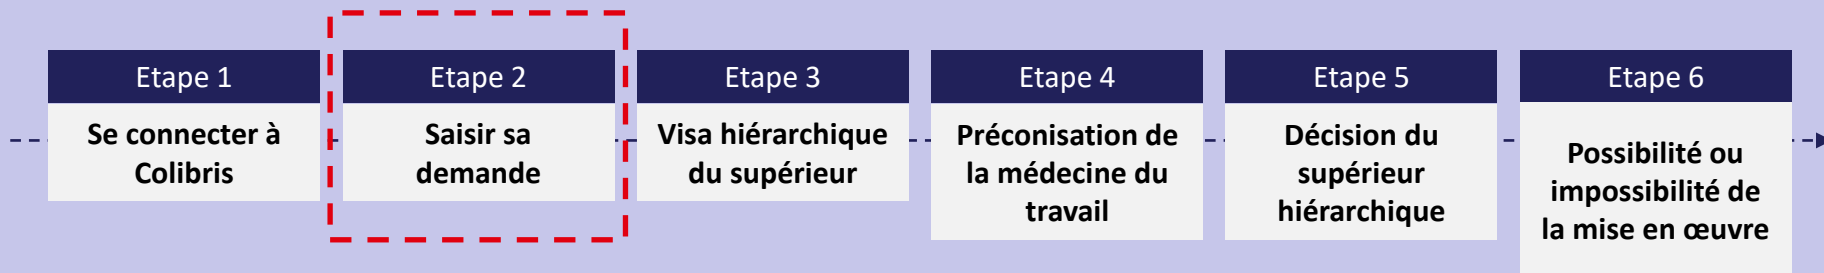 Etape 1
Se connecter à
Colibris
Etape 2
Saisir sa
demande
Etape 3
Visa hiérarchique
du supérieur
Etape 4
Préconisation de
la médecine du
travail
Etape 5
Décision du
supérieur
hiérarchique
Etape 6
Possibilité ou
impossibilité de
la mise en œuvre